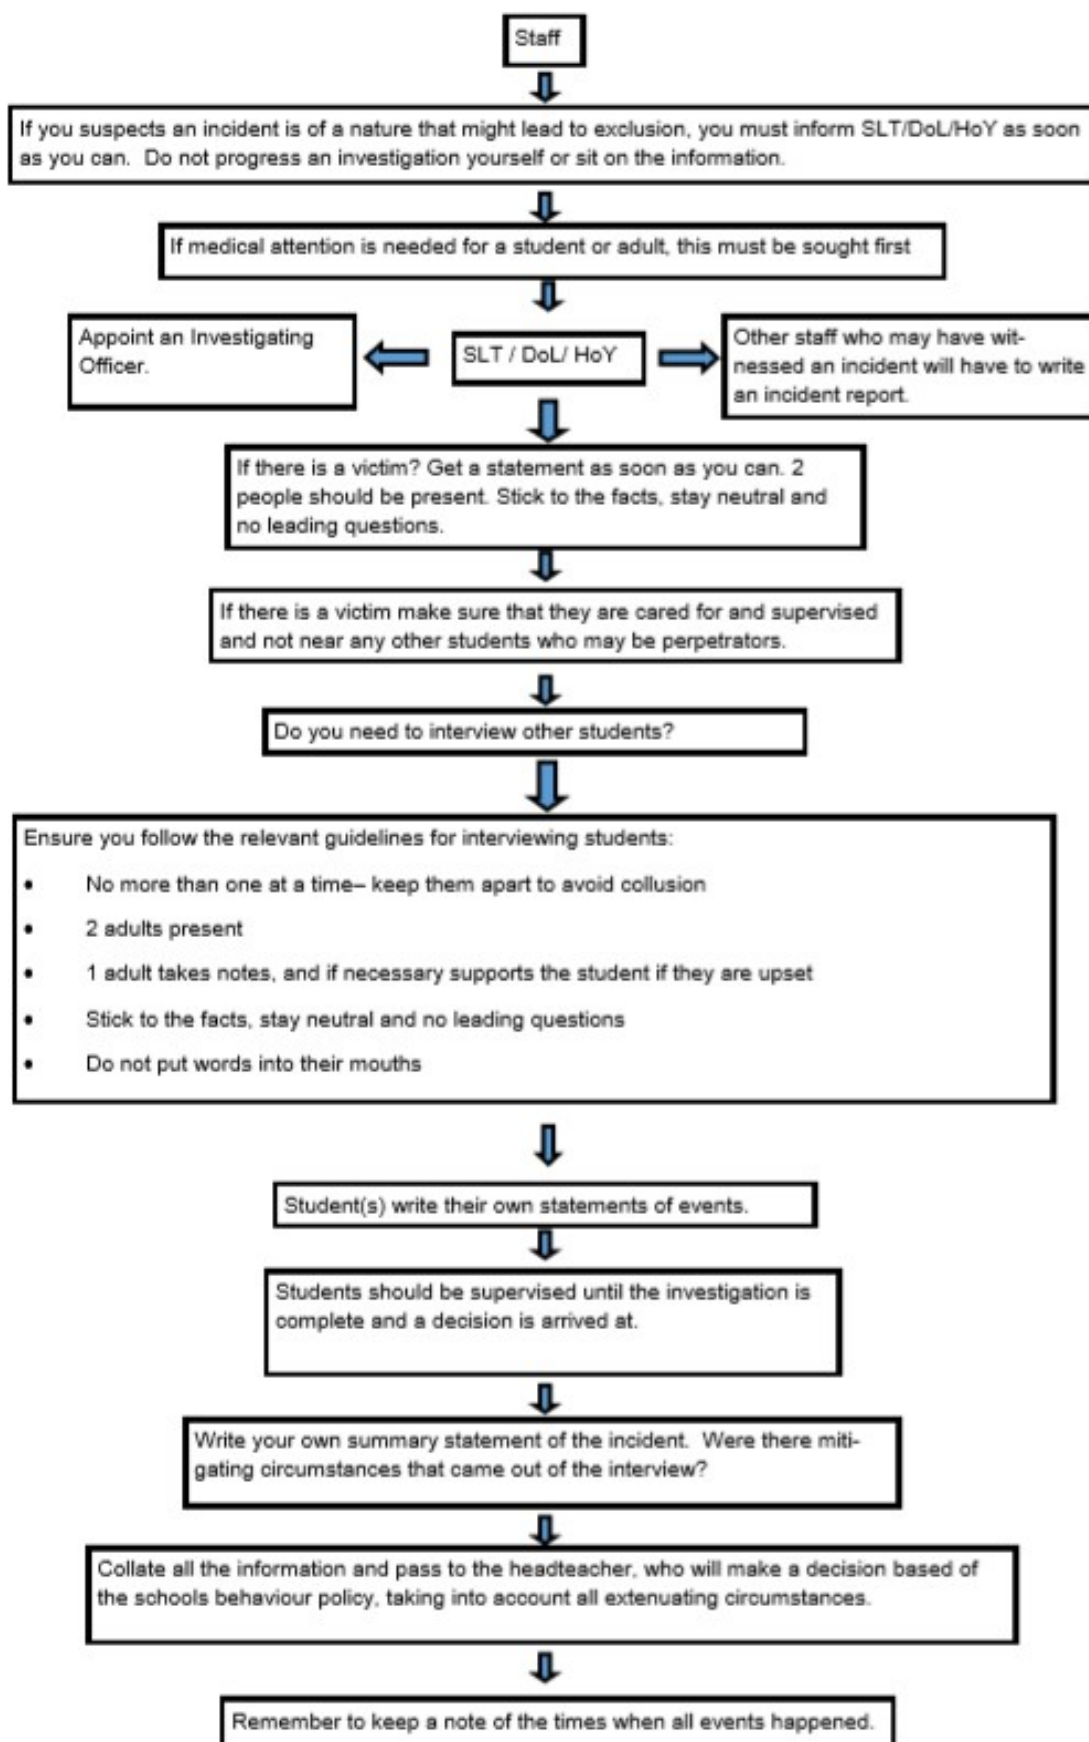 Staff
If you suspects an incident is of a nature that might lead to exclusion, you must inform SLT/DoL/HoY as soon
as you can.  Do not progress an investigation yourself or sit on the information.
If medical attention is needed for a student or adult, this must be sought first
Appoint an Investigating
Officer.
SLT / DoL/ HoY
Other staff who may have wit-
nessed an incident will have to write
an incident report.
If there is a victim? Get a statement as soon as you can. 2
people should be present. Stick to the facts, stay neutral and
no leading questions.
If there is a victim make sure that they are cared for and supervised
and not near any other students who may be perpetrators.
Do you need to interview other students?
Ensure you follow the relevant guidelines for interviewing students:
• No more than one at a time– keep them apart to avoid collusion
• 2 adults present
• 1 adult takes notes, and if necessary supports the student if they are upset
• Stick to the facts, stay neutral and no leading questions
• Do not put words into their mouths
Student(s) write their own statements of events.
Students should be supervised until the investigation is
complete and a decision is arrived at.
Write your own summary statement of the incident.  Were there miti-
gating circumstances that came out of the interview?
Collate all the information and pass to the headteacher, who will make a decision based of
the schools behaviour policy, taking into account all extenuating circumstances.
Remember to keep a note of the times when all events happened.